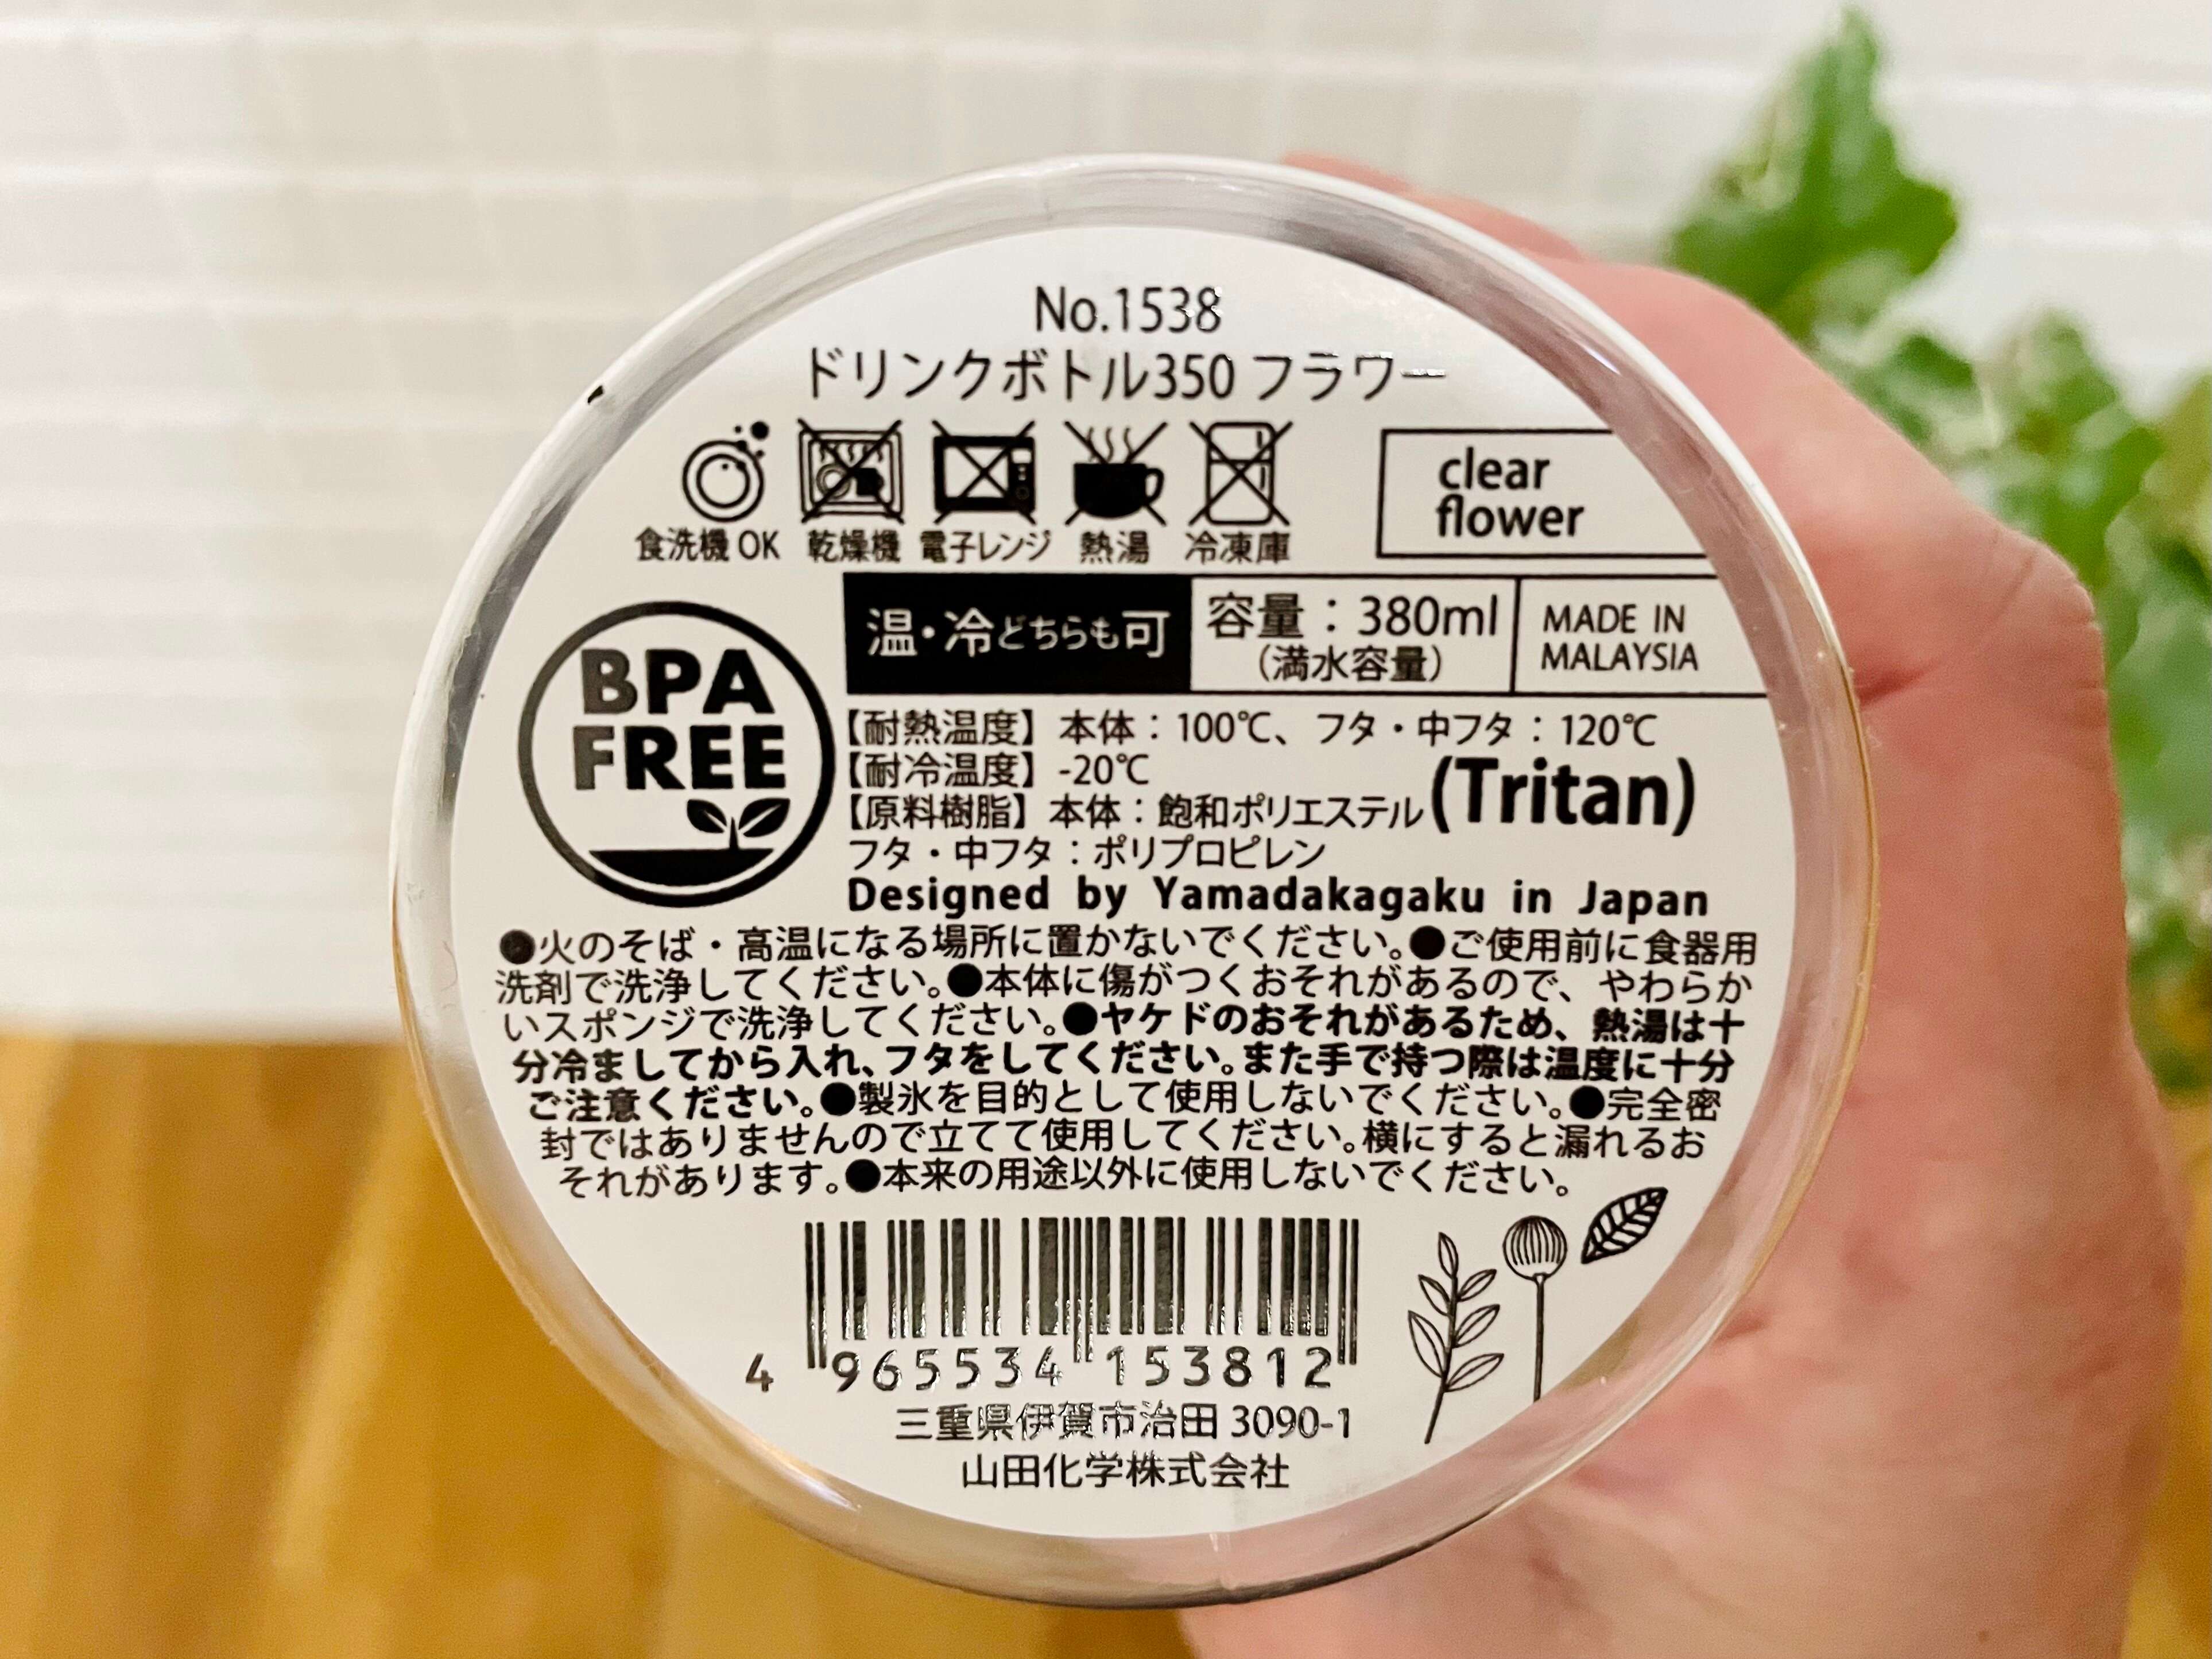 No.1538
ドリンクボトル350 フラワー
食洗機 OK 乾燥機 電子レンジ 熱湯 冷凍庫
clear
flower
温・冷どちらも可
容量：380ml
（満水容量）
MADE IN
MALAYSIA
BPA
FREE
【耐熱温度】本体：100℃、フタ・中フタ：120℃
【耐冷温度】-20℃
【原料樹脂】本体：飽和ポリエステル(Tritan)
フタ・中フタ：ポリプロピレン
Designed by Yamadakagaku in Japan
●火のそば・高温になる場所に置かないでください。●ご使用前に食器用
洗剤で洗浄してください。●本体に傷がつくおそれがあるので、やわらか
いスポンジで洗浄してください。●ヤケドのおそれがあるため、熱湯は十
分冷ましてから入れ、フタをしてください。また手で持つ際は温度に十分
ご注意ください。●製氷を目的として使用しないでください。●完全密
封ではありませんので立てて使用してください。横にすると漏れるお
それがあります。●本来の用途以外に使用しないでください。
4 965534 153812
三重県伊賀市治田 3090-1
山田化学株式会社